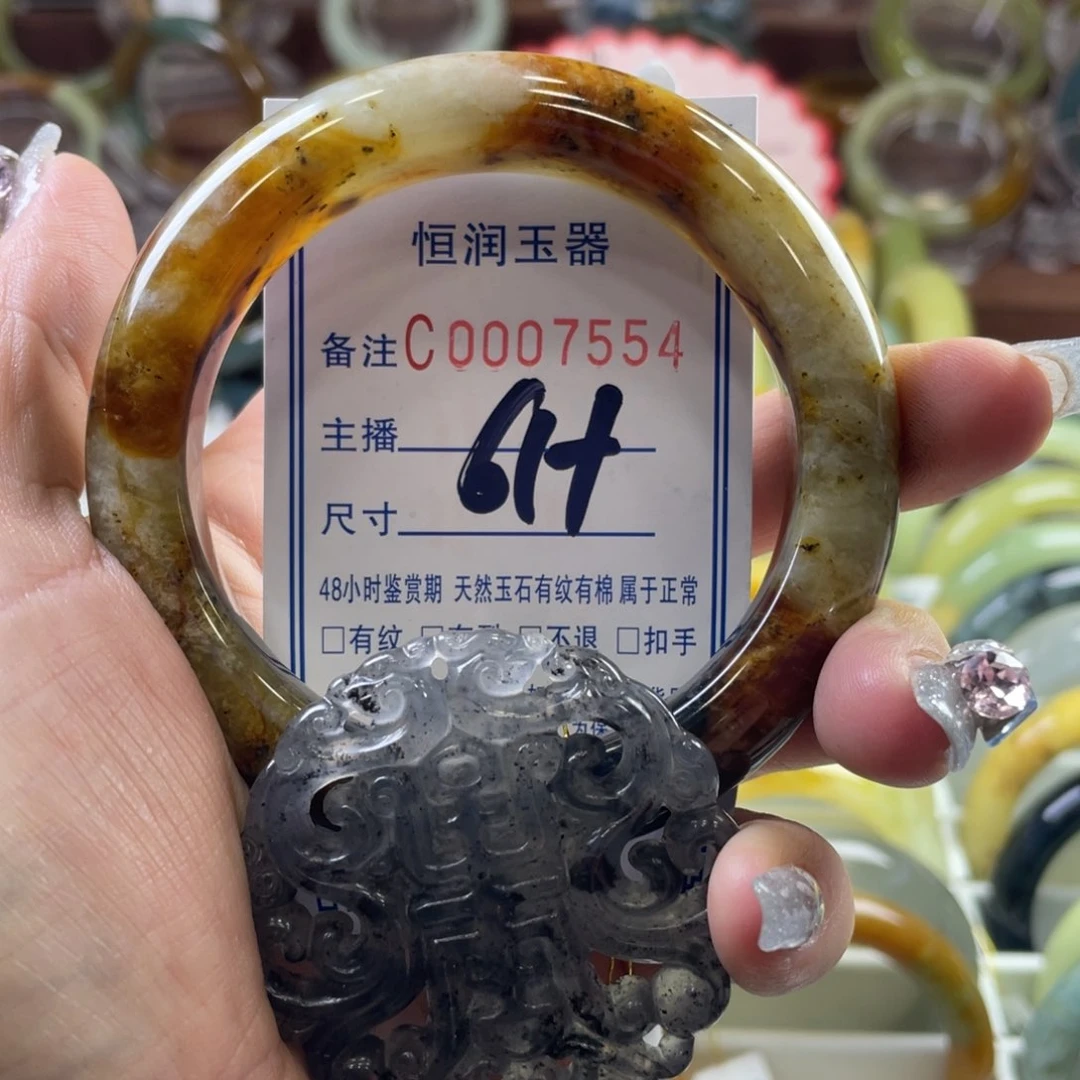 恒润玉器
备注C0007554
主播
尺寸
48小时鉴赏期 天然玉石有纹有棉属于正常
□有纹 □不退 □扣手